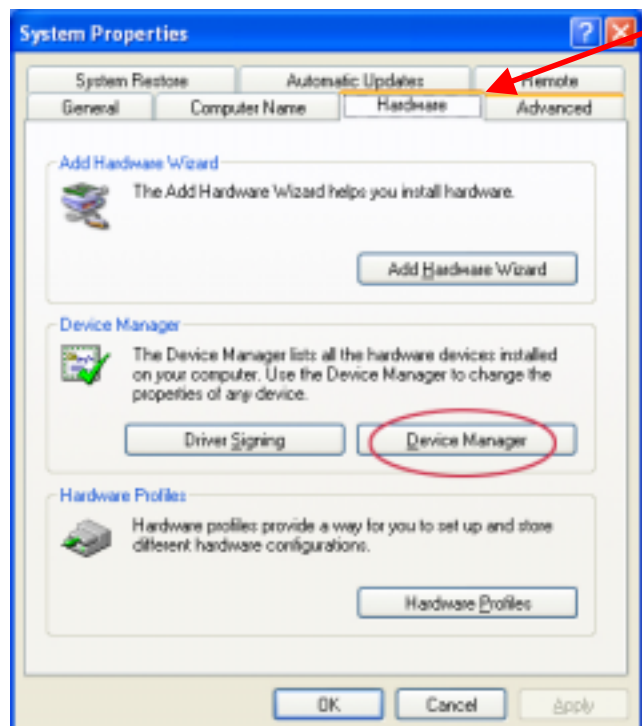 System Properties
System Restore Automatic Updates Remote
General Computer Name Hardware Advanced
Add Hardware Wizard
The Add Hardware Wizard helps you install hardware.
Add Hardware Wizard
Device Manager
The Device Manager lists all the hardware devices installed
on your computer. Use the Device Manager to change the
properties of any device.
Driver Signing Device Manager
Hardware Profiles
Hardware profiles provide a way for you to set up and store
different hardware configurations.
Hardware Profiles
OK Cancel Apply